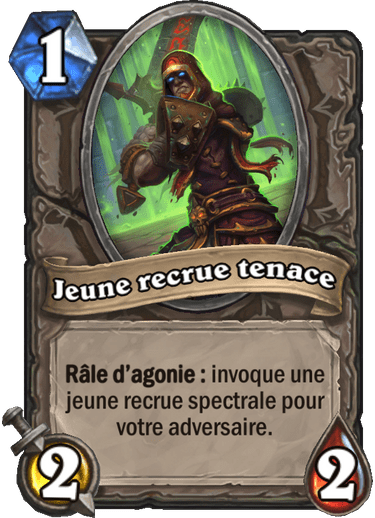 1
Jeune recrue tenace
Râle d’agonie : invoque une
jeune recrue spectrale pour
votre adversaire.
2
2